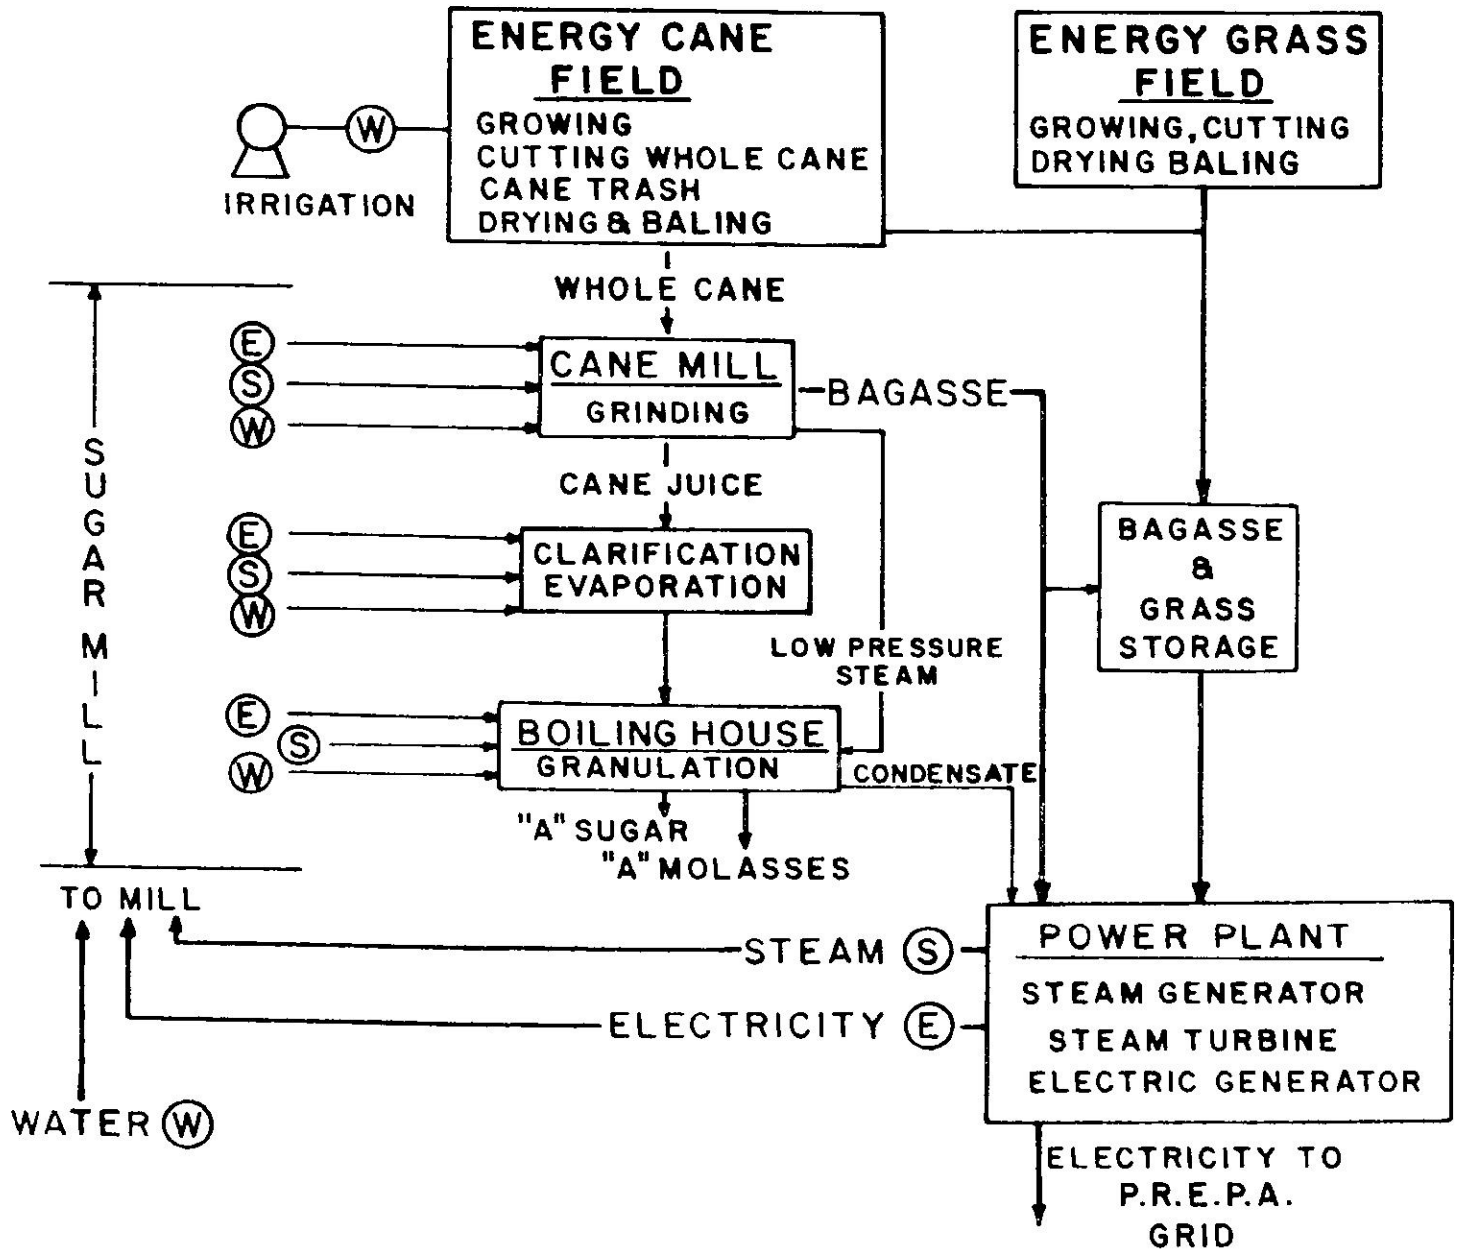 ENERGY CANE
FIELD
GROWING
CUTTING WHOLE CANE
CANE TRASH
DRYING & BALING
ENERGY GRASS
FIELD
GROWING, CUTTING
DRYING BALING
W
IRRIGATION
WHOLE CANE
SUGAR MILL
E
S
W
CANE MILL
GRINDING
BAGASSE
CANE JUICE
E
S
W
CLARIFICATION
EVAPORATION
BAGASSE
&
GRASS
STORAGE
LOW PRESSURE
STEAM
E
S
W
BOILING HOUSE
GRANULATION
CONDENSATE
"A" SUGAR
"A" MOLASSES
TO MILL
STEAM S
ELECTRICITY E
WATER W
POWER PLANT
STEAM GENERATOR
STEAM TURBINE
ELECTRIC GENERATOR
ELECTRICITY TO
P.R.E.P.A.
GRID